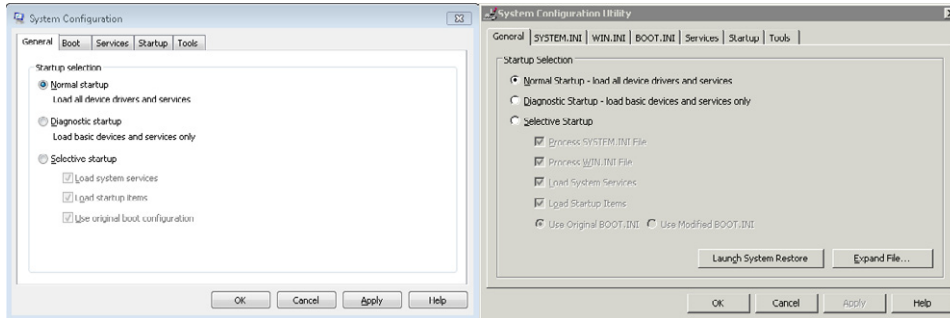 System Configuration
General Boot Services Startup Tools
Startup selection
Normal startup
Load all device drivers and services
Diagnostic startup
Load basic devices and services only
Selective startup
Load system services
Load startup items
Use original boot configuration
OK Cancel Apply Help
System Configuration Utility
General SYSTEM.INI WIN.INI BOOT.INI Services Startup Tools
Startup Selection
Normal Startup - load all device drivers and services
Diagnostic Startup - load basic devices and services only
Selective Startup
Process SYSTEM.INI File
Process WIN.INI File
Load System Services
Load Startup Items
Use Original BOOT.INI Use Modified BOOT.INI
Launch System Restore Expand File...
OK Cancel Apply Help